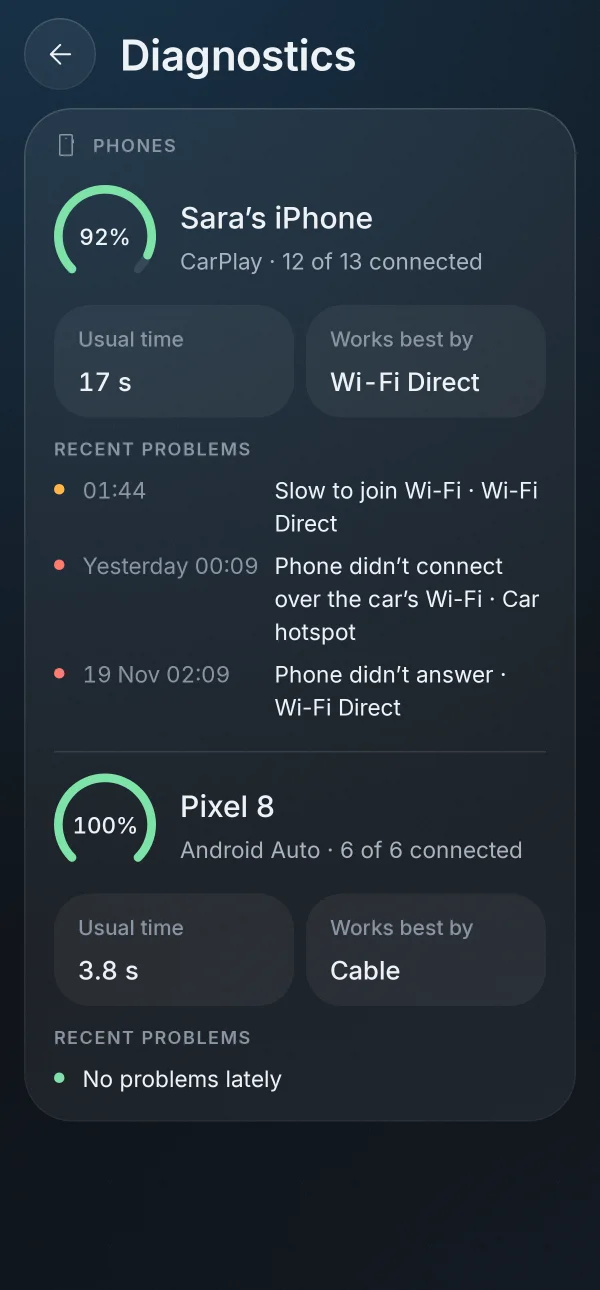 Diagnostics
PHONES
92%
Sara’s iPhone
CarPlay · 12 of 13 connected
Usual time
17 s
Works best by
Wi-Fi Direct
RECENT PROBLEMS
01:44
Slow to join Wi-Fi · Wi-Fi
Direct
Yesterday 00:09
Phone didn’t connect
over the car’s Wi-Fi · Car
hotspot
19 Nov 02:09
Phone didn’t answer ·
Wi-Fi Direct
100%
Pixel 8
Android Auto · 6 of 6 connected
Usual time
3.8 s
Works best by
Cable
RECENT PROBLEMS
No problems lately